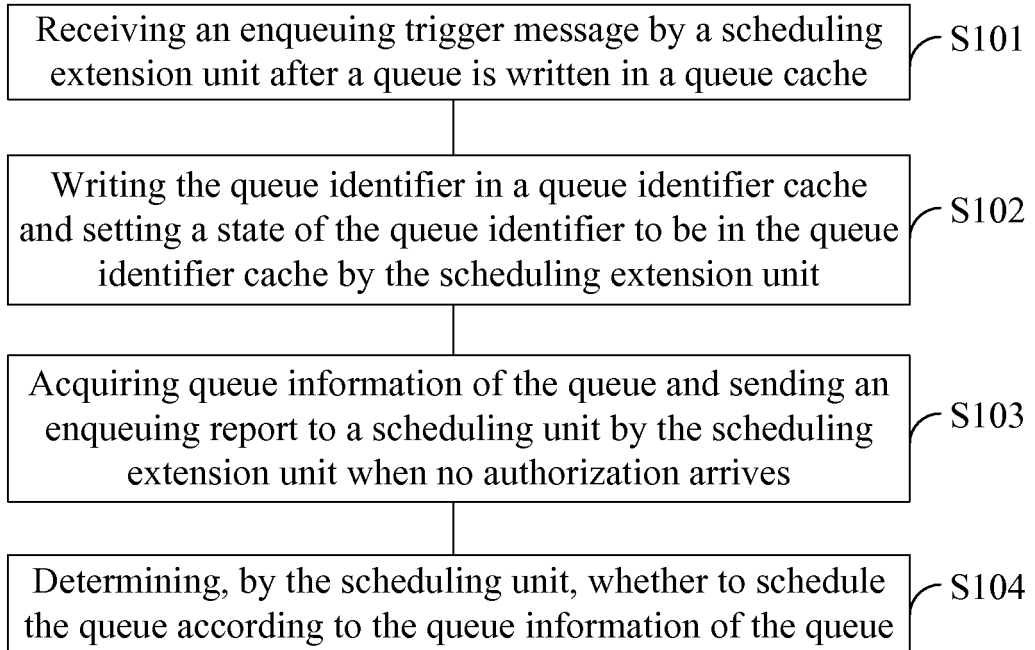 Receiving an enqueuing trigger message by a scheduling
extension unit after a queue is written in a queue cache
S101
Writing the queue identifier in a queue identifier cache
and setting a state of the queue identifier to be in the queue
identifier cache by the scheduling extension unit
S102
Acquiring queue information of the queue and sending an
enqueuing report to a scheduling unit by the scheduling
extension unit when no authorization arrives
S103
Determining, by the scheduling unit, whether to schedule
the queue according to the queue information of the queue
S104